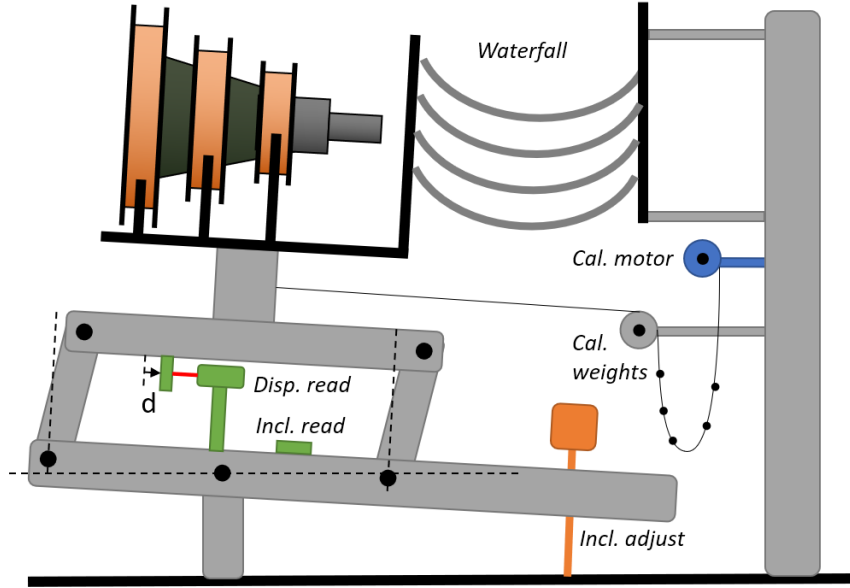 Waterfall
Cal. motor
Cal.
weights
Disp. read
d
Incl. read
Incl. adjust